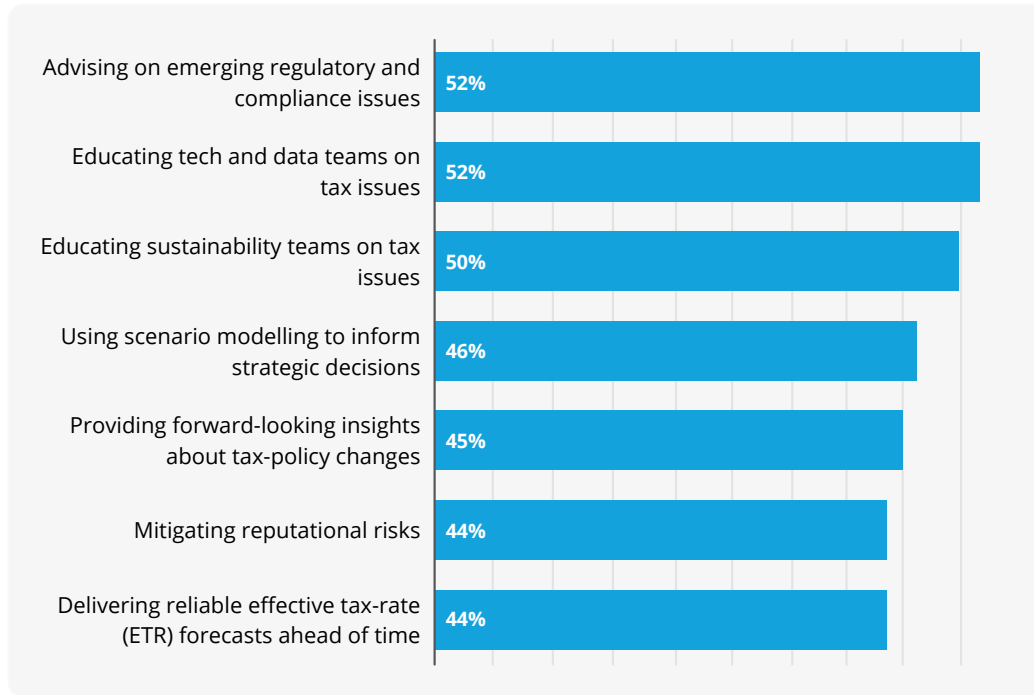 Advising on emerging regulatory and
compliance issues
52%
Educating tech and data teams on
tax issues
52%
Educating sustainability teams on tax
issues
50%
Using scenario modelling to inform
strategic decisions
46%
Providing forward-looking insights
about tax-policy changes
45%
Mitigating reputational risks
44%
Delivering reliable effective tax-rate
(ETR) forecasts ahead of time
44%